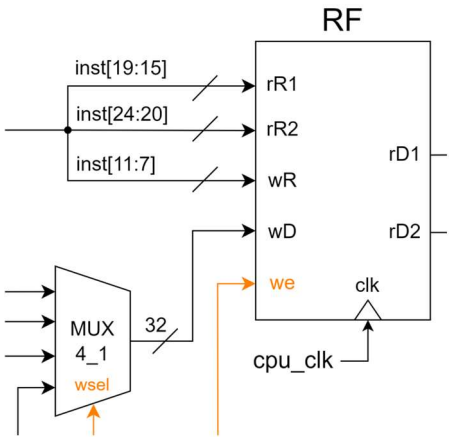 RF
inst[19:15]
rR1
inst[24:20]
rR2
inst[11:7]
wR
rD1
wD
rD2
we
clk
MUX
4_1
wsel
32
cpu_clk